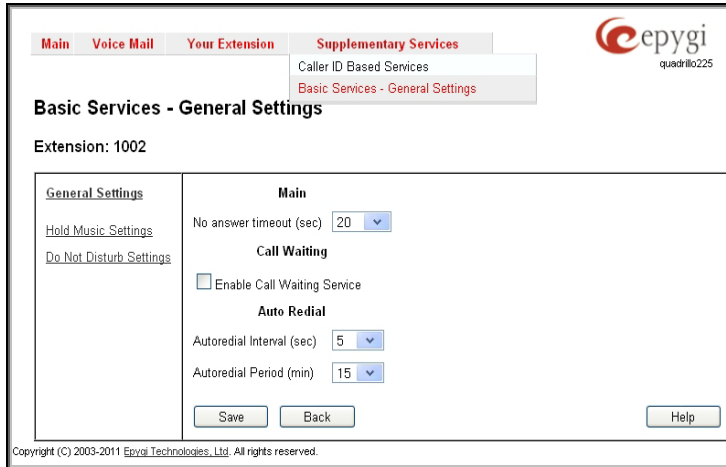 Main Voice Mail Your Extension Supplementary Services
epygi
quadrillo225
Caller ID Based Services
Basic Services - General Settings
Basic Services - General Settings
Extension: 1002
General Settings
Hold Music Settings
Do Not Disturb Settings
Main
No answer timeout (sec) 20
Call Waiting
Enable Call Waiting Service
Auto Redial
Autoredial Interval (sec) 5
Autoredial Period (min) 15
Save Back Help
Copyright (C) 2003-2011 Epygi Technologies, Ltd. All rights reserved.